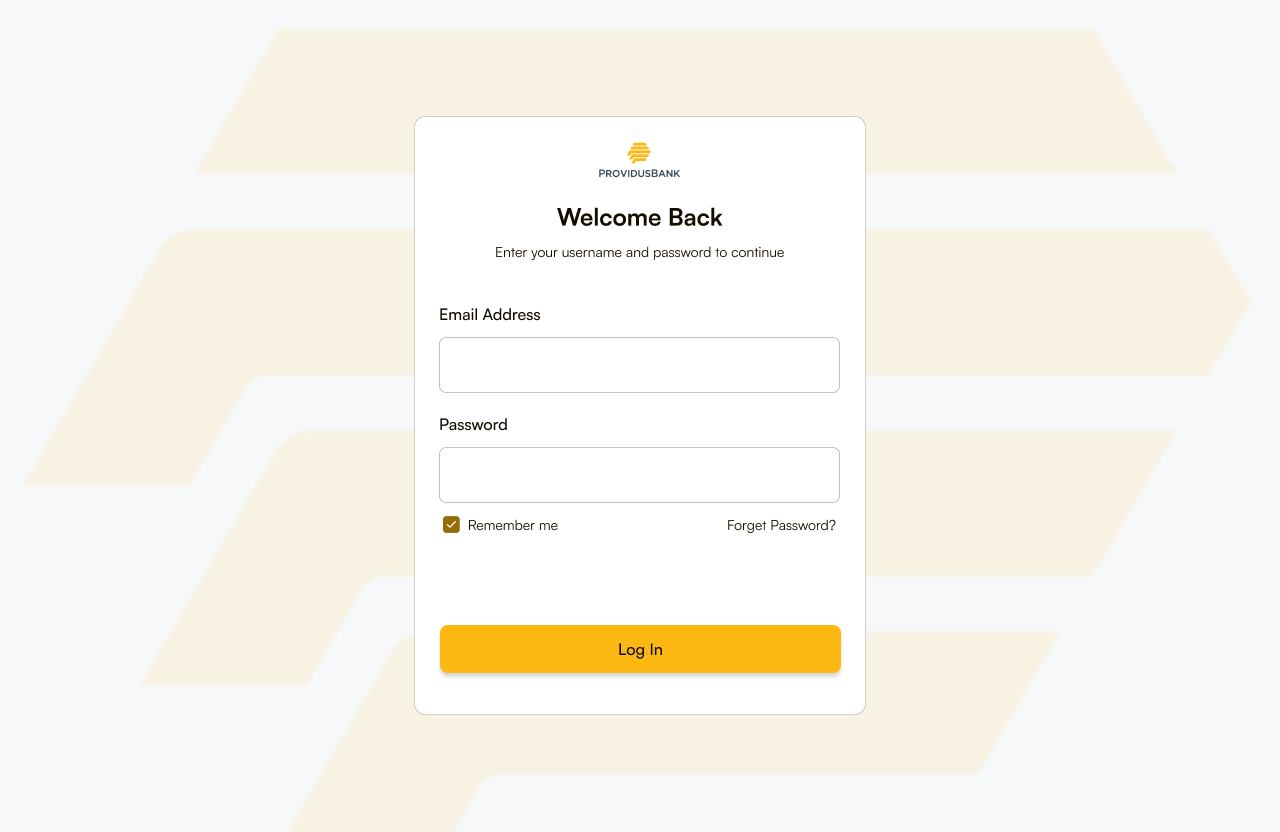 PROVIDUSBANK
Welcome Back
Enter your username and password to continue
Email Address
Password
Remember me
Forget Password?
Log In